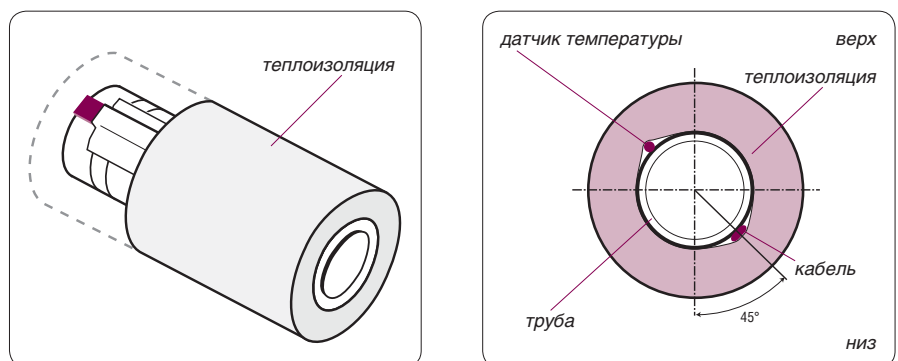 теплоизоляция
датчик температуры
верх
теплоизоляция
кабель
труба
45°
низ